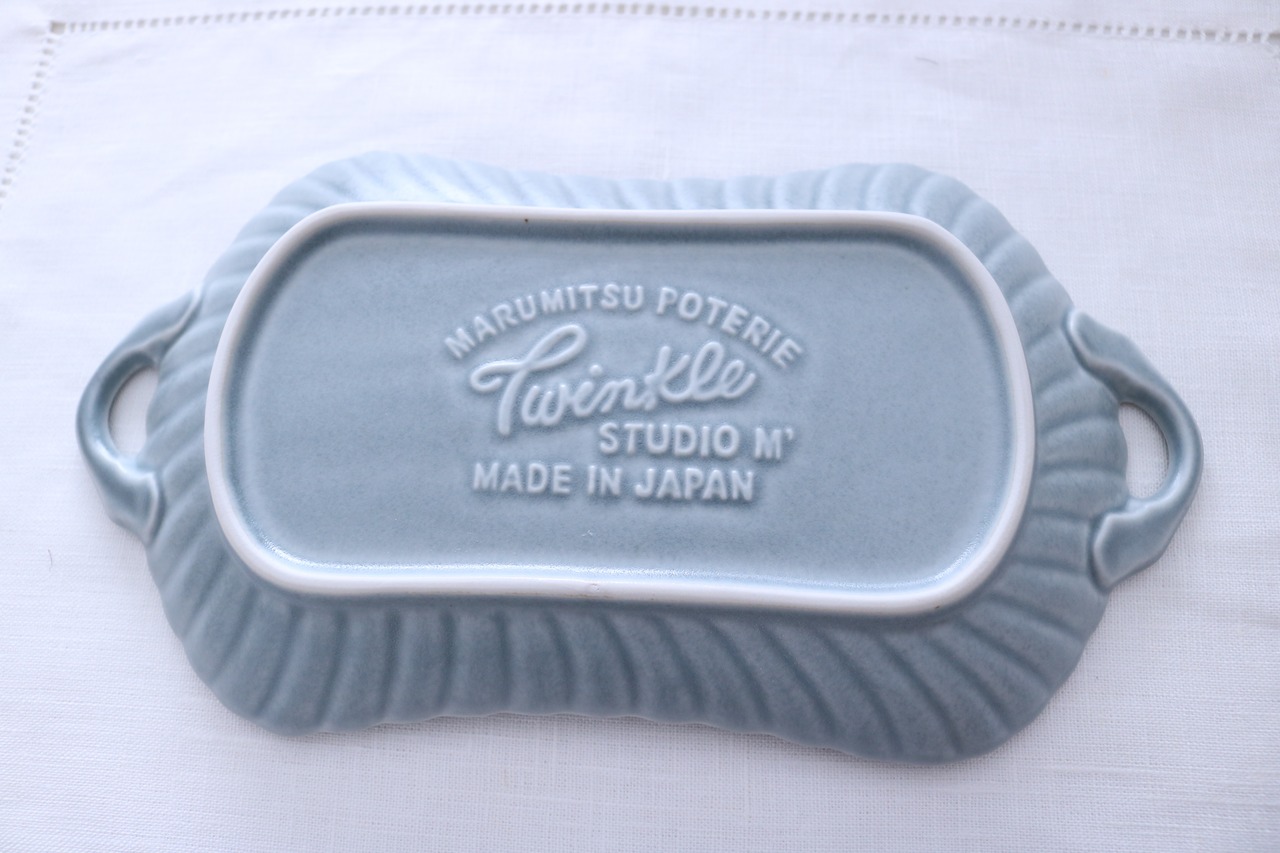 MARUMITSU POTERIE
Twinkle
STUDIO M'
MADE IN JAPAN